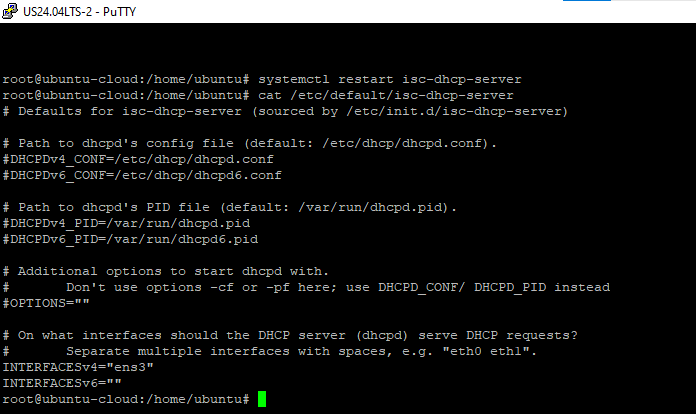 US24.04LTS-2 - PuTTY
root@ubuntu-cloud:/home/ubuntu# systemctl restart isc-dhcp-server
root@ubuntu-cloud:/home/ubuntu# cat /etc/default/isc-dhcp-server
# Defaults for isc-dhcp-server (sourced by /etc/init.d/isc-dhcp-server)
# Path to dhcpd's config file (default: /etc/dhcp/dhcpd.conf).
#DHCPDv4_CONF=/etc/dhcp/dhcpd.conf
#DHCPDv6_CONF=/etc/dhcp/dhcpd6.conf
# Path to dhcpd's PID file (default: /var/run/dhcpd.pid).
#DHCPDv4_PID=/var/run/dhcpd.pid
#DHCPDv6_PID=/var/run/dhcpd6.pid
# Additional options to start dhcpd with.
#       Don't use options -cf or -pf here; use DHCPD_CONF/ DHCPD_PID instead
#OPTIONS=""
# On what interfaces should the DHCP server (dhcpd) serve DHCP requests?
#       Separate multiple interfaces with spaces, e.g. "eth0 eth1".
INTERFACESv4="ens3"
INTERFACESv6=""
root@ubuntu-cloud:/home/ubuntu#